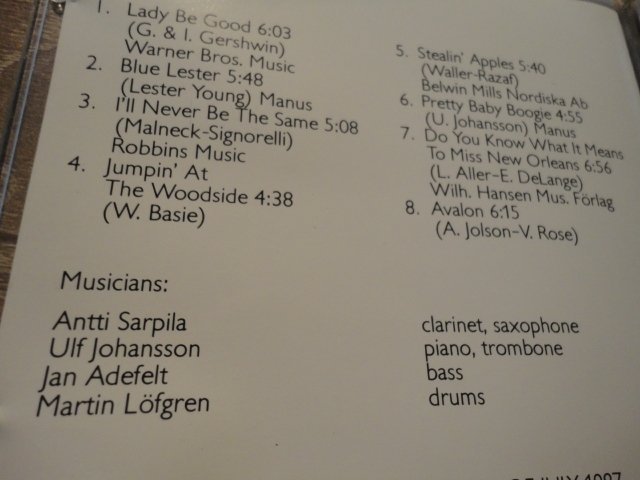 1. Lady Be Good 6:03
(G. & I. Gershwin)
Warner Bros. Music
2. Blue Lester 5:48
(Lester Young) Manus
3. I'll Never Be The Same 5:08
(Malneck-Signorelli)
Robbins Music
4. Jumpin' At
The Woodside 4:38
(W. Basie)
5. Stealin' Apples 5:40
(Waller-Razaf)
Belwin Mills Nordiska Ab
6. Pretty Baby Boogie 4:55
(U. Johansson) Manus
7. Do You Know What It Means
To Miss New Orleans 6:56
(L. Aller-E. DeLange)
Wilh. Hansen Mus. Förlag
8. Avalon 6:15
(A. Jolson-V. Rose)
Musicians:
Antti Sarpila clarinet, saxophone
Ulf Johansson piano, trombone
Jan Adefelt bass
Martin Löfgren drums